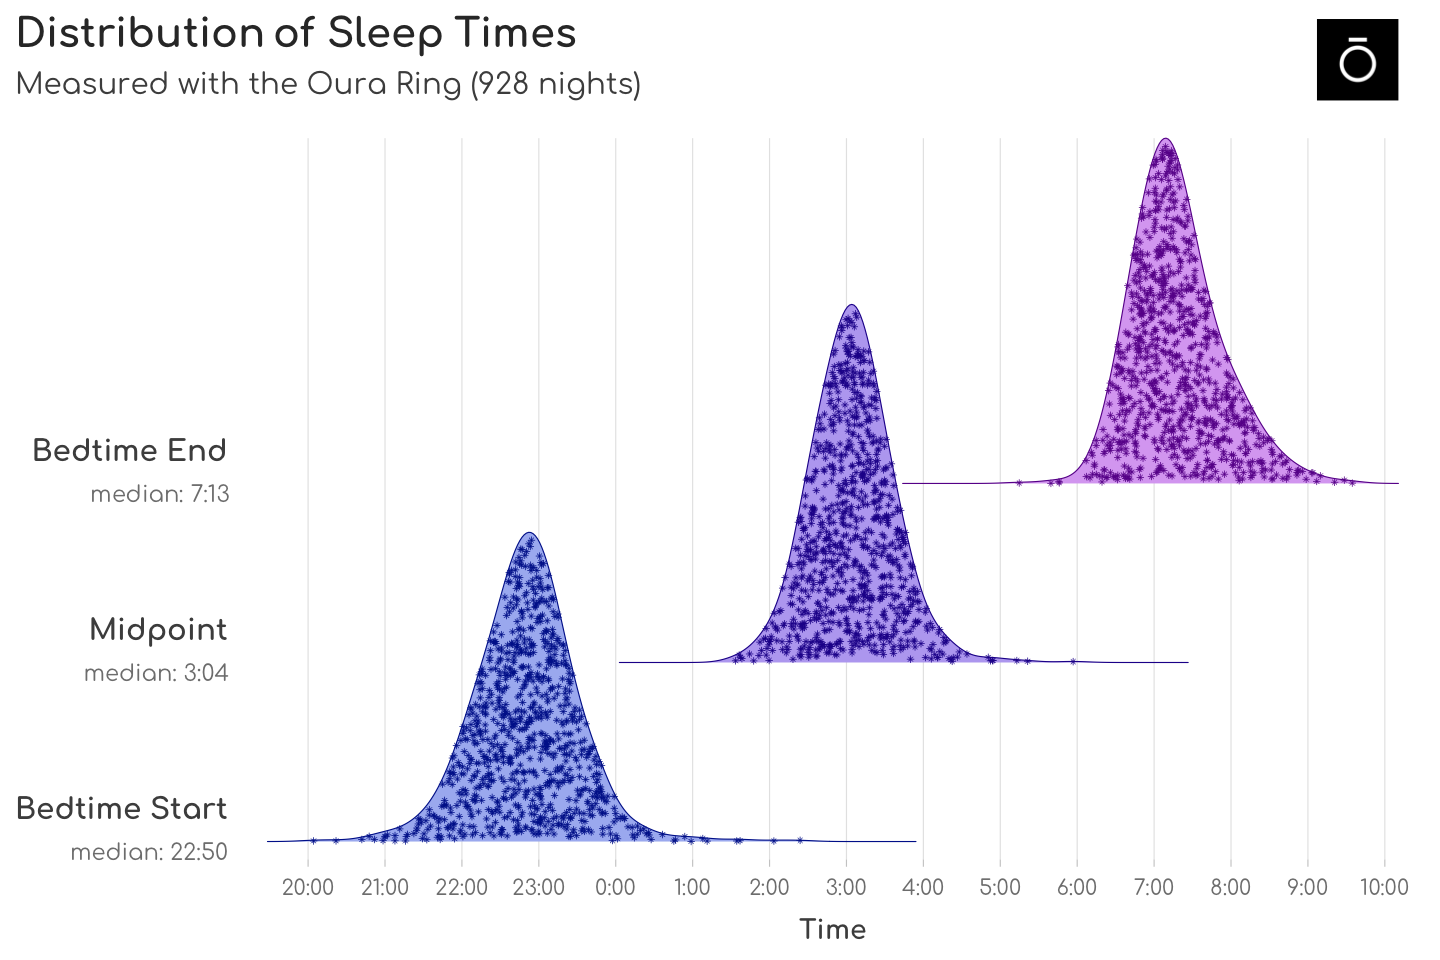 Distribution of Sleep Times
Measured with the Oura Ring (928 nights)
Bedtime End
median: 7:13
Midpoint
median: 3:04
Bedtime Start
median: 22:50
20:00 21:00 22:00 23:00 0:00 1:00 2:00 3:00 4:00 5:00 6:00 7:00 8:00 9:00 10:00
Time